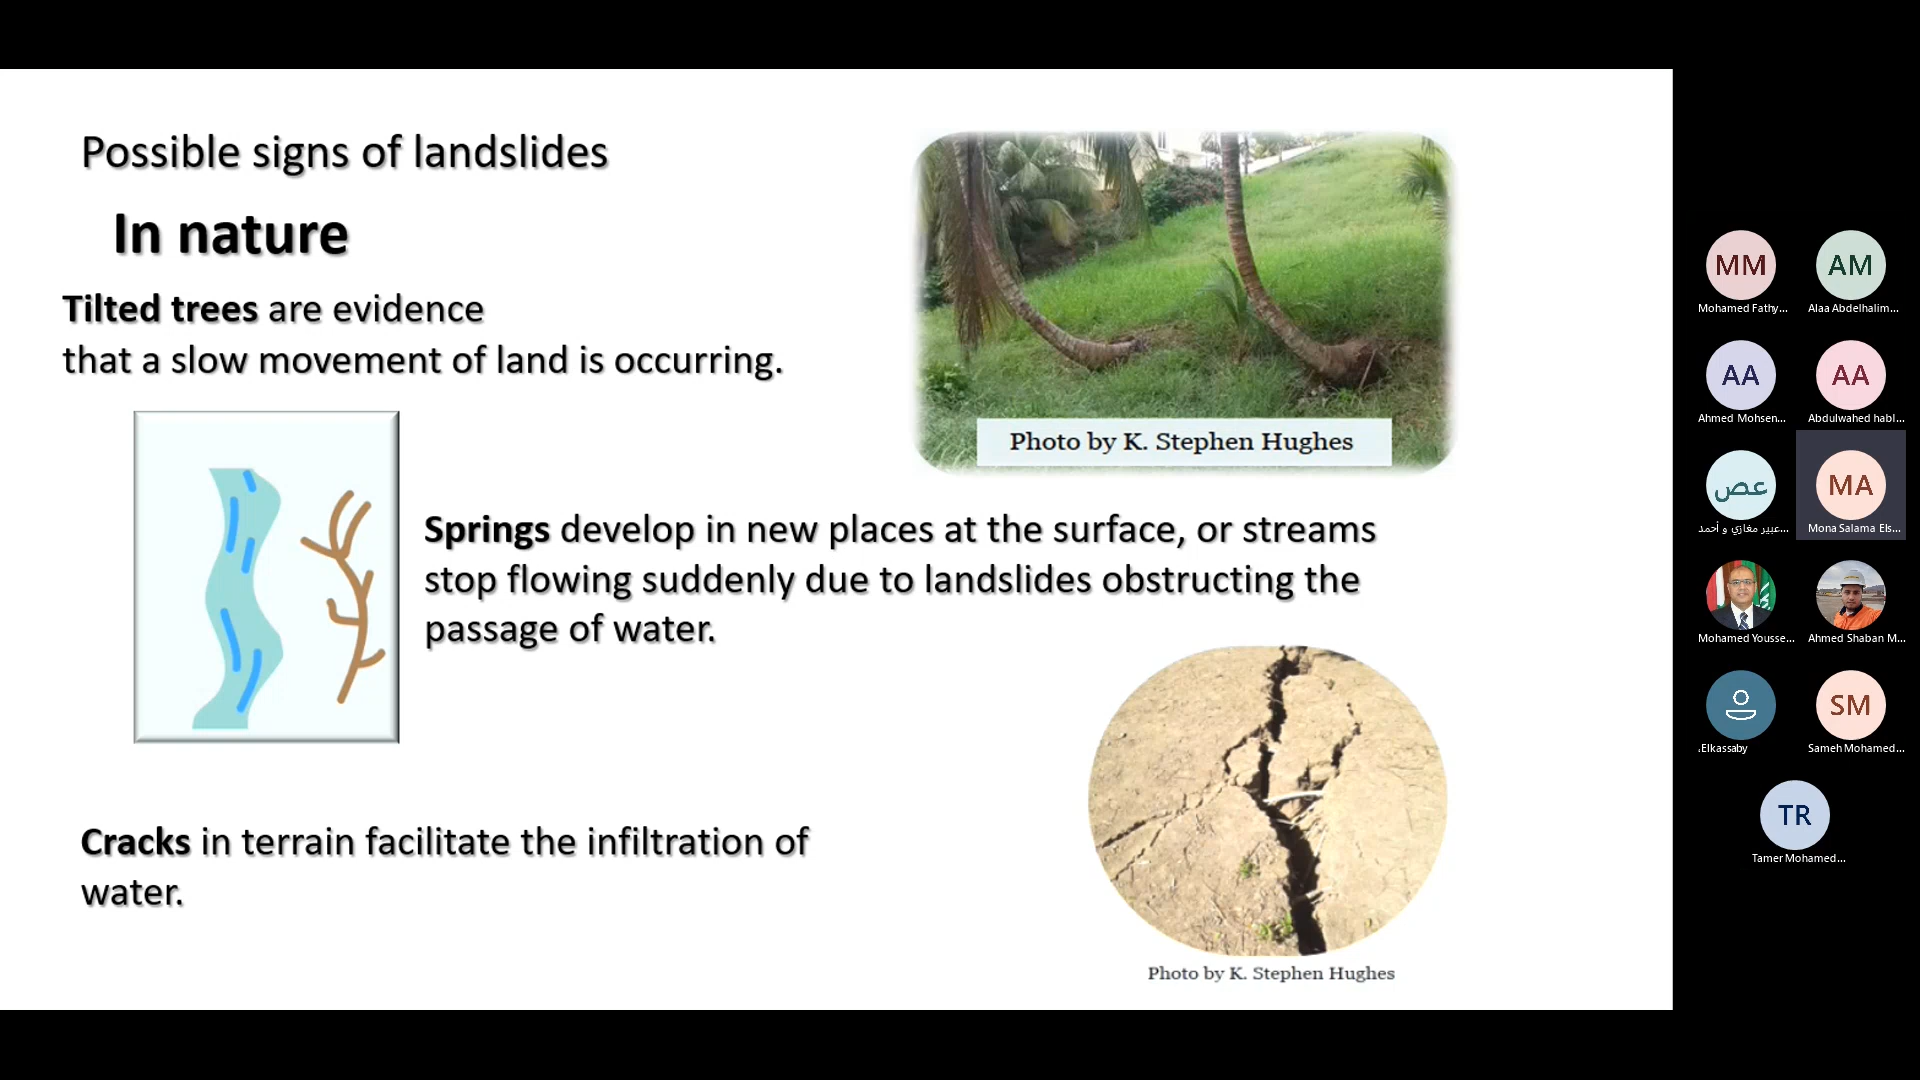 Possible signs of landslides
In nature
Tilted trees are evidence
that a slow movement of land is occurring.
Photo by K. Stephen Hughes
Springs develop in new places at the surface, or streams
stop flowing suddenly due to landslides obstructing the
passage of water.
Cracks in terrain facilitate the infiltration of
water.
Photo by K. Stephen Hughes
MM
Mohamed Fathy...
AM
Alaa Abdelhalim...
AA
Ahmed Mohsen...
AA
Abdulwahed habl...
عص
عبير مغازي و أحمد...
MA
Mona Salama Els...
Mohamed Yousse...
Ahmed Shaban M...
.Elkassaby
SM
Sameh Mohamed...
TR
Tamer Mohamed...